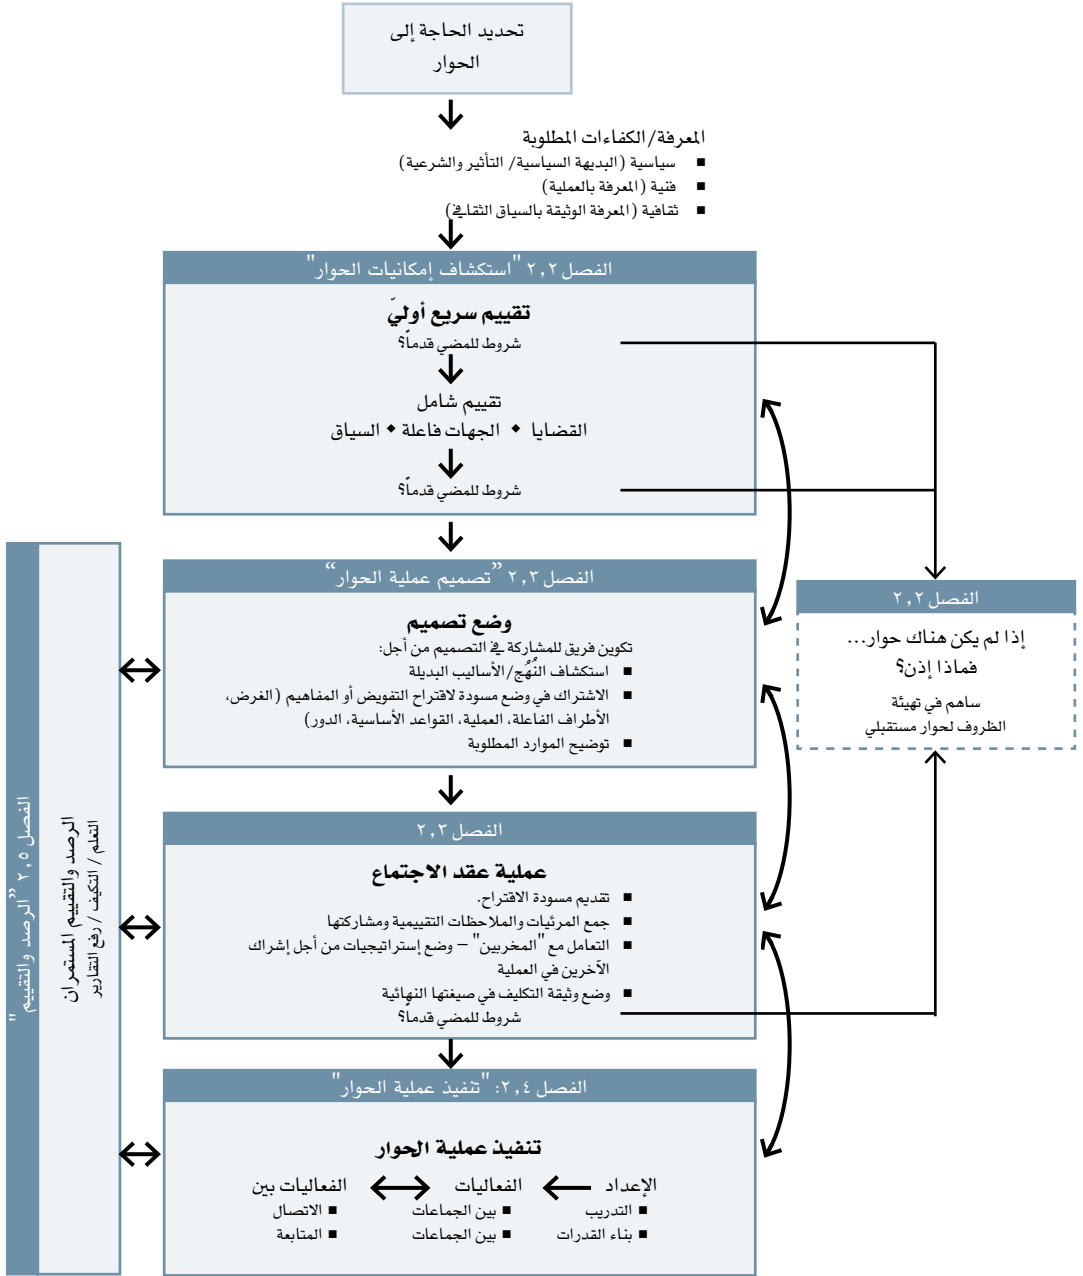 تحديد الحاجة إلى
الحوار
المعرفة/الكفاءات المطلوبة
■ سياسية (البديهة السياسية/ التأثير والشرعية)
■ فنية (المعرفة بالعملية)
■ ثقافية (المعرفة الوثيقة بالسياق الثقافي)
الفصل ٢,٢ "استكشاف إمكانيات الحوار"
تقييم سريع أوليّ
شروط للمضي قدماً؟
تقييم شامل
القضايا ◆ الجهات فاعلة ◆ السياق
شروط للمضي قدماً؟
الفصل ٢,٣ ”تصميم عملية الحوار“
وضع تصميم
تكوين فريق للمشاركة في التصميم من أجل:
■ استكشاف النُهُج/الأساليب البديلة
■ الاشتراك في وضع مسودة لاقتراح التفويض أو المفاهيم (الغرض،
الأطراف الفاعلة، العملية، القواعد الأساسية، الدور)
■ توضيح الموارد المطلوبة
الفصل ٢,٢
إذا لم يكن هناك حوار...
فماذا إذن؟
ساهم في تهيئة
الظروف لحوار مستقبلي
الفصل ٢,٣
عملية عقد الاجتماع
■ تقديم مسودة الاقتراح.
■ جمع المرئيات والملاحظات التقييمية ومشاركتها
■ التعامل مع "المخربين" – وضع إستراتيجيات من أجل إشراك
الآخرين في العملية
■ وضع وثيقة التكليف في صيغتها النهائية
شروط للمضي قدماً؟
الفصل ٢,٤: "تنفيذ عملية الحوار"
تنفيذ عملية الحوار
الإعداد الفعاليات الفعاليات بين
■ التدريب ■ بين الجماعات ■ الاتصال
■ بناء القدرات ■ بين الجماعات ■ المتابعة
الفصل ٢,٥ ”الرصد والتقييم"
الرصد والتقييم المستمران
التعلم / التكيف / رفع التقارير